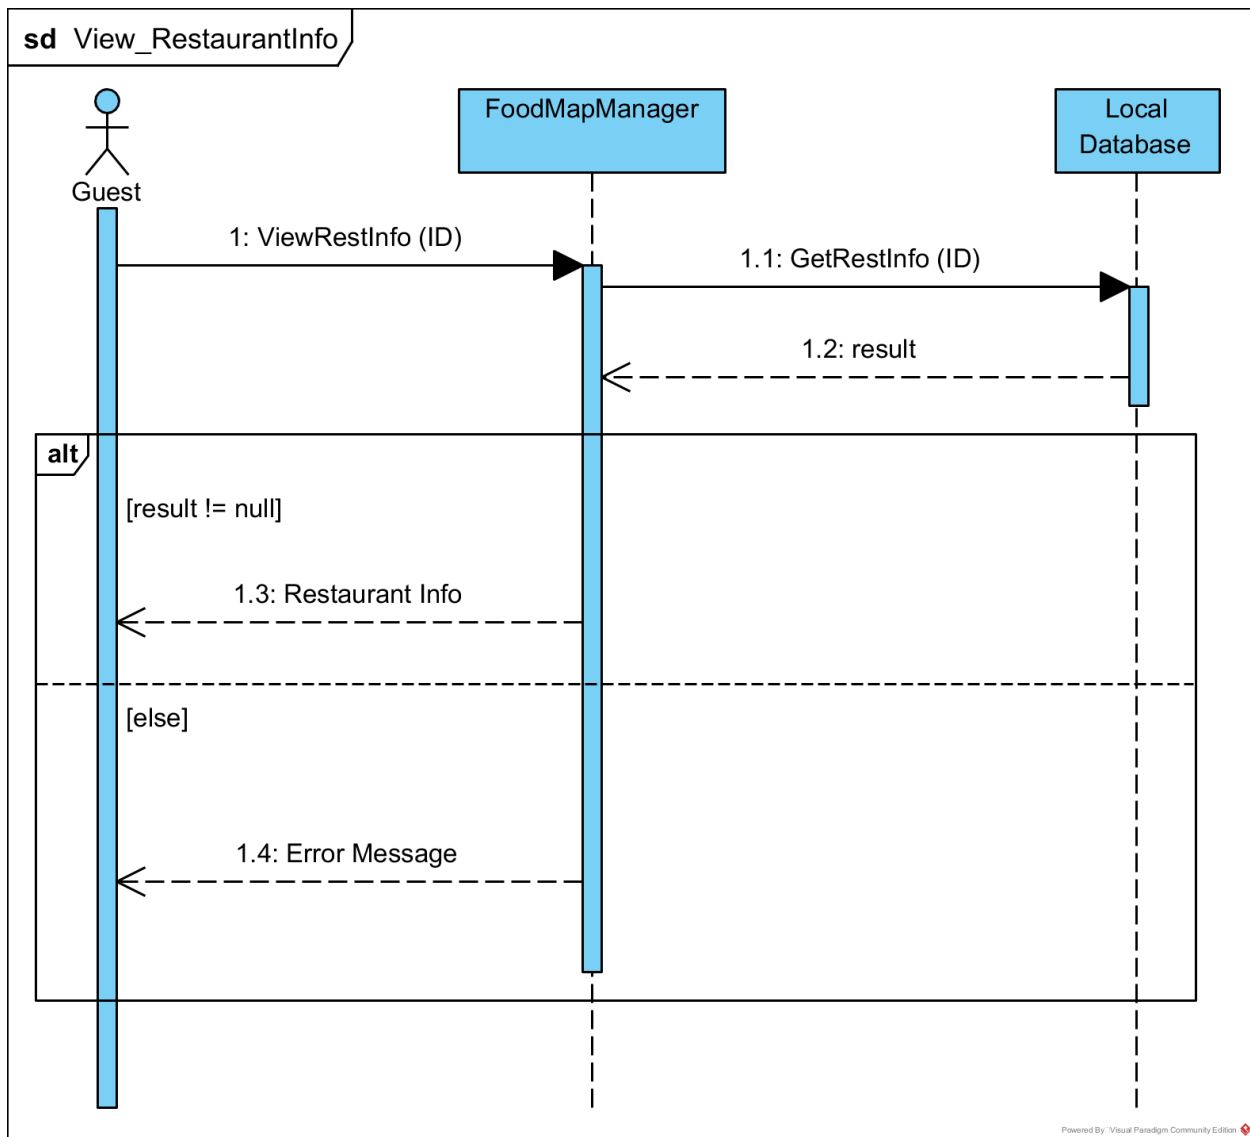 sd View_RestaurantInfo
Guest
FoodMapManager
Local
Database
1: ViewRestInfo (ID)
1.1: GetRestInfo (ID)
1.2: result
alt
[result != null]
1.3: Restaurant Info
[else]
1.4: Error Message
Powered By Visual Paradigm Community Edition